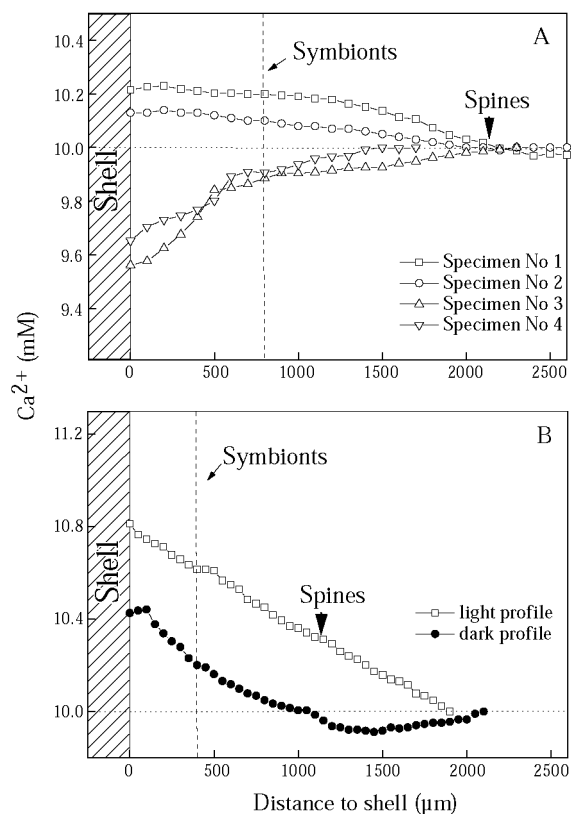 10.4
10.2
10.0
9.8
9.6
9.4
A
Symbionts
Spines
Shell
Specimen No 1
Specimen No 2
Specimen No 3
Specimen No 4
0 500 1000 1500 2000 2500
Ca2+ (mM)
11.2
10.8
10.4
10.0
B
Symbionts
Spines
Shell
light profile
dark profile
0 500 1000 1500 2000 2500
Distance to shell (μm)